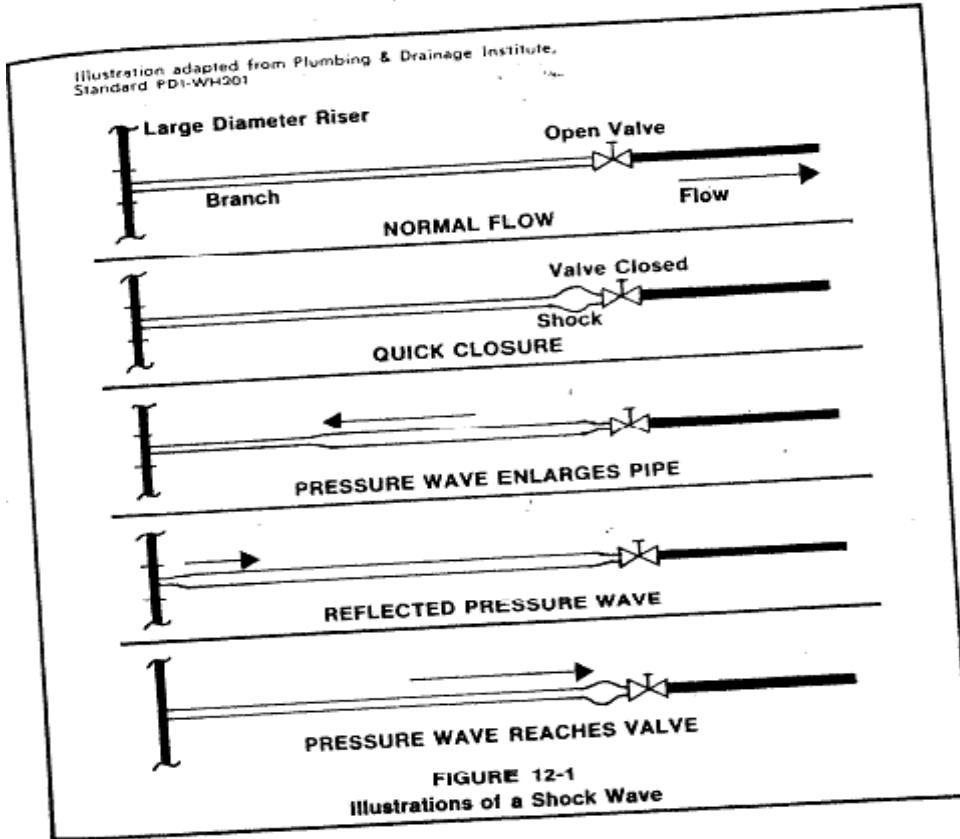 Illustration adapted from Plumbing & Drainage Institute,
Standard PDI-WH201
Large Diameter Riser
Open Valve
Branch
Flow
NORMAL FLOW
Valve Closed
Shock
QUICK CLOSURE
PRESSURE WAVE ENLARGES PIPE
REFLECTED PRESSURE WAVE
PRESSURE WAVE REACHES VALVE
FIGURE 12-1
Illustrations of a Shock Wave